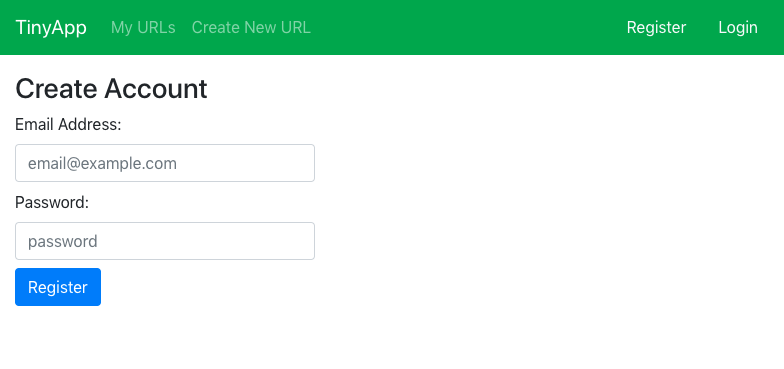 TinyApp My URLs Create New URL Register Login
Create Account
Email Address:
email@example.com
Password:
password
Register